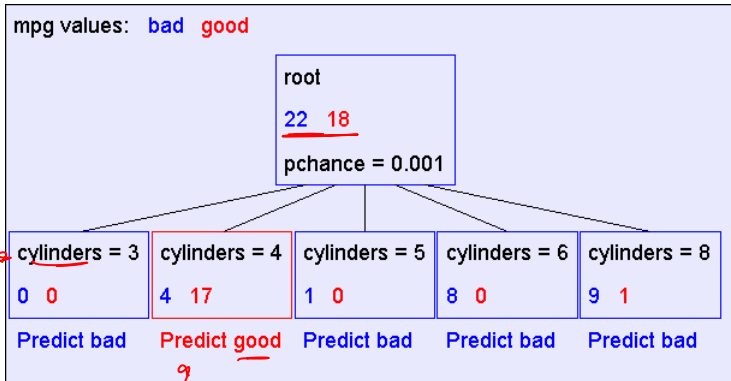 mpg values: bad good
root
22 18
pchance = 0.001
cylinders = 3 cylinders = 4 cylinders = 5 cylinders = 6 cylinders = 8
0 0 4 17 1 0 8 0 9 1
Predict bad Predict good Predict bad Predict bad Predict bad